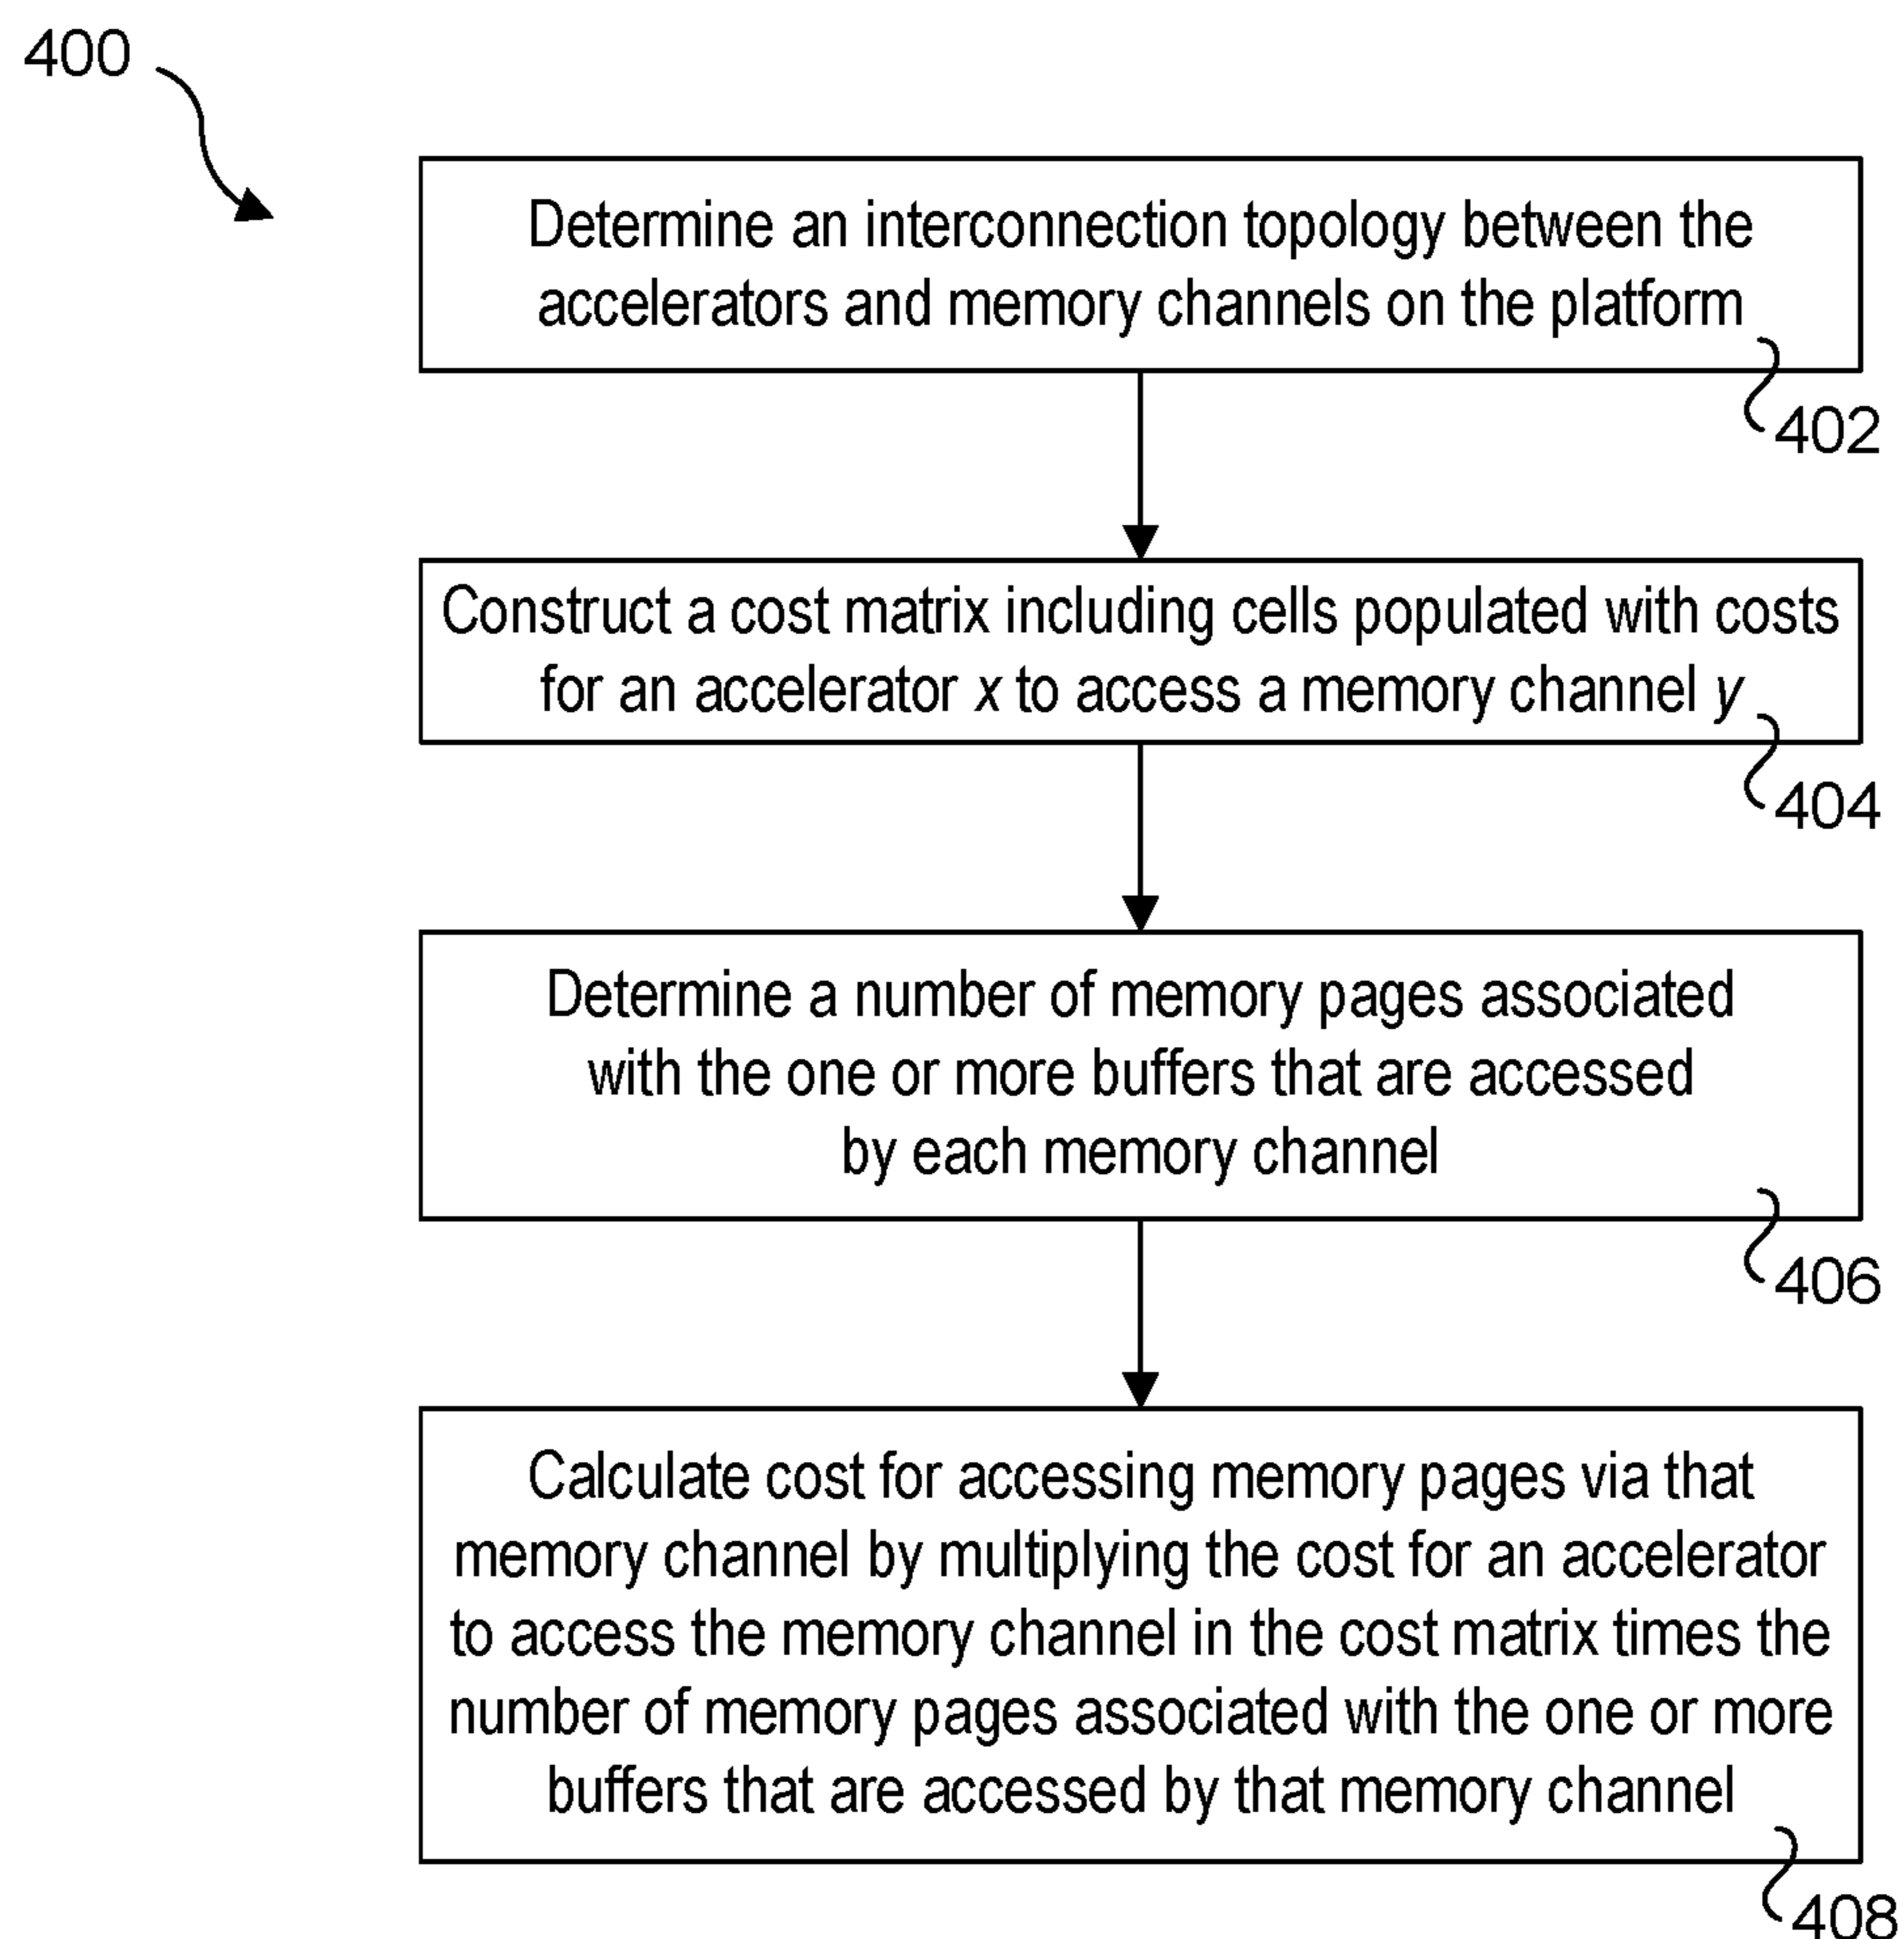 400
Determine an interconnection topology between the
accelerators and memory channels on the platform
402
Construct a cost matrix including cells populated with costs
for an accelerator x to access a memory channel y
404
Determine a number of memory pages associated
with the one or more buffers that are accessed
by each memory channel
406
Calculate cost for accessing memory pages via that
memory channel by multiplying the cost for an accelerator
to access the memory channel in the cost matrix times the
number of memory pages associated with the one or more
buffers that are accessed by that memory channel
408